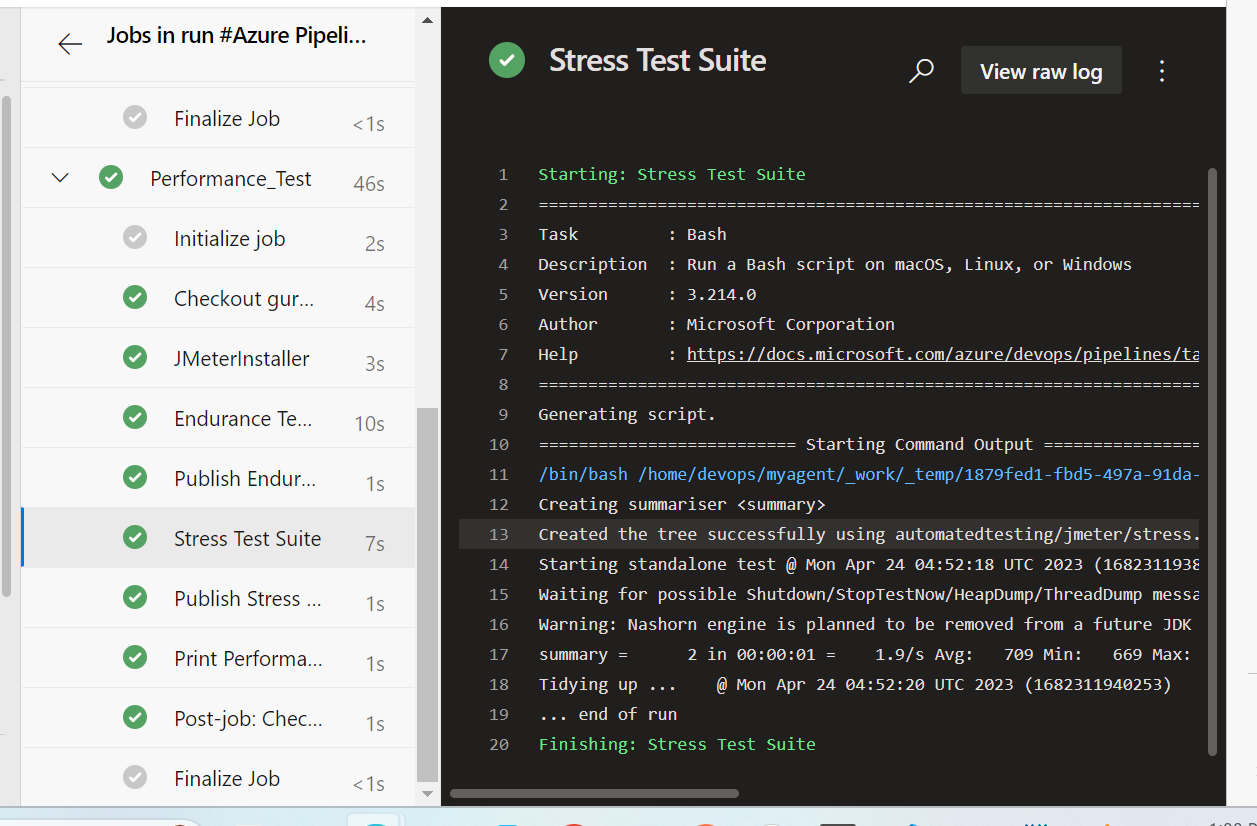 Jobs in run #Azure Pipeli...
Finalize Job <1s
Performance_Test 46s
Initialize job 2s
Checkout gur... 4s
JMeterInstaller 3s
Endurance Te... 10s
Publish Endur... 1s
Stress Test Suite 7s
Publish Stress ... 1s
Print Performa... 1s
Post-job: Chec... 1s
Finalize Job <1s
Stress Test Suite
View raw log
1 Starting: Stress Test Suite
2 ===================================================================
3 Task : Bash
4 Description : Run a Bash script on macOS, Linux, or Windows
5 Version : 3.214.0
6 Author : Microsoft Corporation
7 Help : https://docs.microsoft.com/azure/devops/pipelines/ta
8 ===================================================================
9 Generating script.
10 ========================== Starting Command Output ================
11 /bin/bash /home/devops/myagent/_work/_temp/1879fed1-fbd5-497a-91da-
12 Creating summariser <summary>
13 Created the tree successfully using automatedtesting/jmeter/stress.
14 Starting standalone test @ Mon Apr 24 04:52:18 UTC 2023 (1682311938
15 Waiting for possible Shutdown/StopTestNow/HeapDump/ThreadDump messa
16 Warning: Nashorn engine is planned to be removed from a future JDK
17 summary = 2 in 00:00:01 = 1.9/s Avg: 709 Min: 669 Max:
18 Tidying up ... @ Mon Apr 24 04:52:20 UTC 2023 (1682311940253)
19 ... end of run
20 Finishing: Stress Test Suite